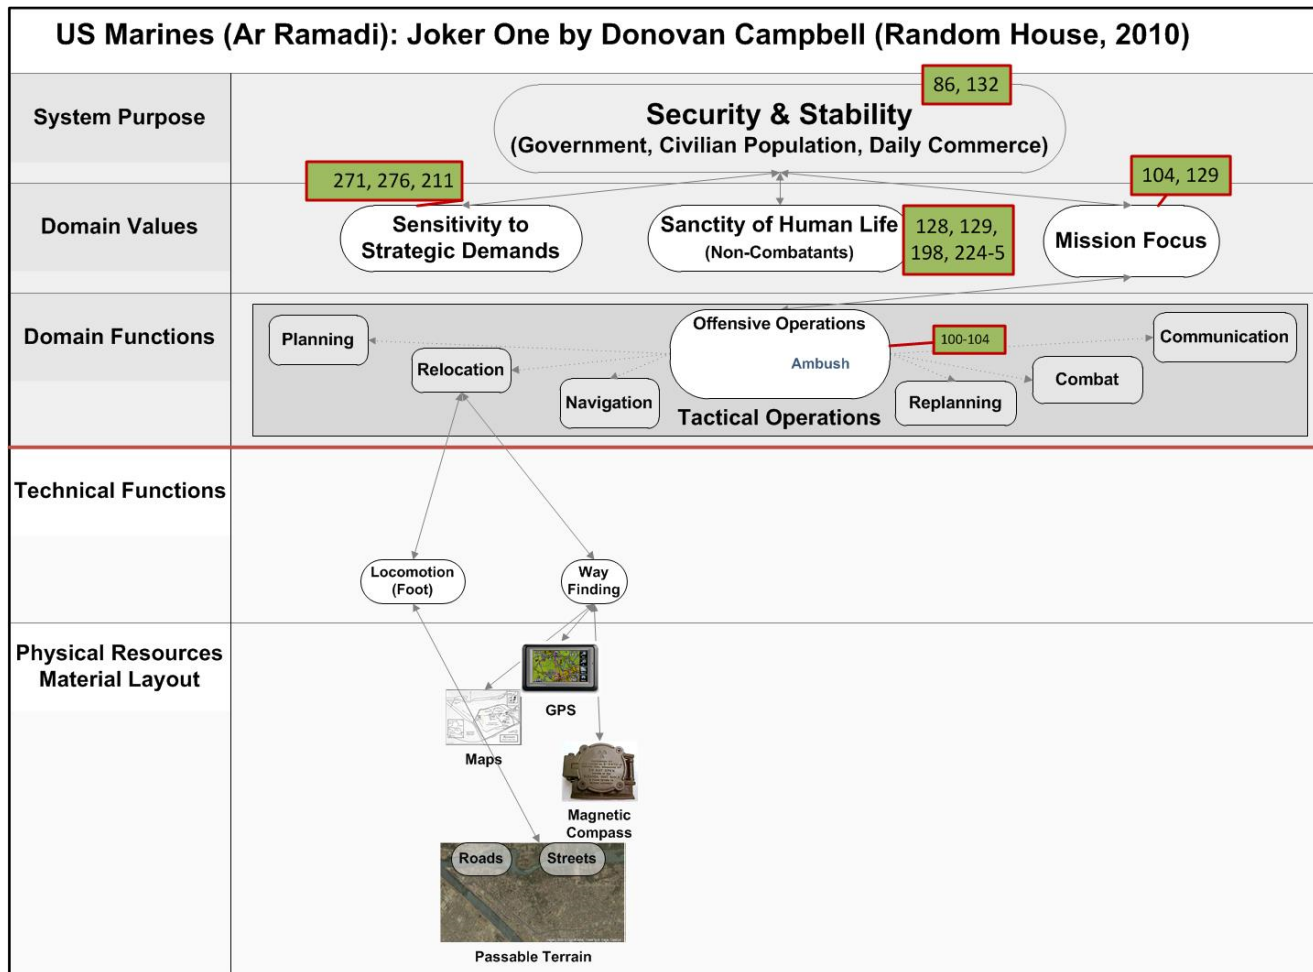 US Marines (Ar Ramadi): Joker One by Donovan Campbell (Random House, 2010)
System Purpose
86, 132
Security & Stability
(Government, Civilian Population, Daily Commerce)
Domain Values
271, 276, 211
Sensitivity to
Strategic Demands
Sanctity of Human Life
(Non-Combatants)
128, 129,
198, 224-5
104, 129
Mission Focus
Domain Functions
Planning
Relocation
Navigation
Offensive Operations
Ambush
100-104
Replanning
Combat
Communication
Tactical Operations
Technical Functions
Locomotion
(Foot)
Way
Finding
Physical Resources
Material Layout
GPS
Maps
Magnetic
Compass
Roads
Streets
Passable Terrain